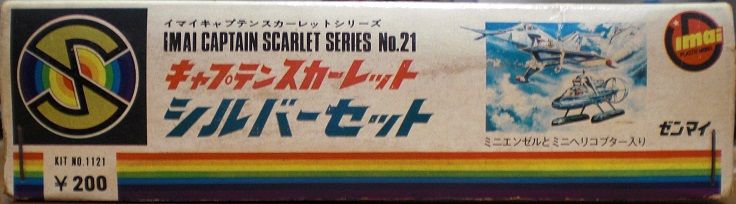 イマイキャプテンスカーレットシリーズ
IMAI CAPTAIN SCARLET SERIES No.21
キャプテンスカーレット
シルバーセット
KIT NO.1121
¥200
imai
PLASTIC MODEL
ミニエンゼルとミニヘリコプター入り
ゼンマイ